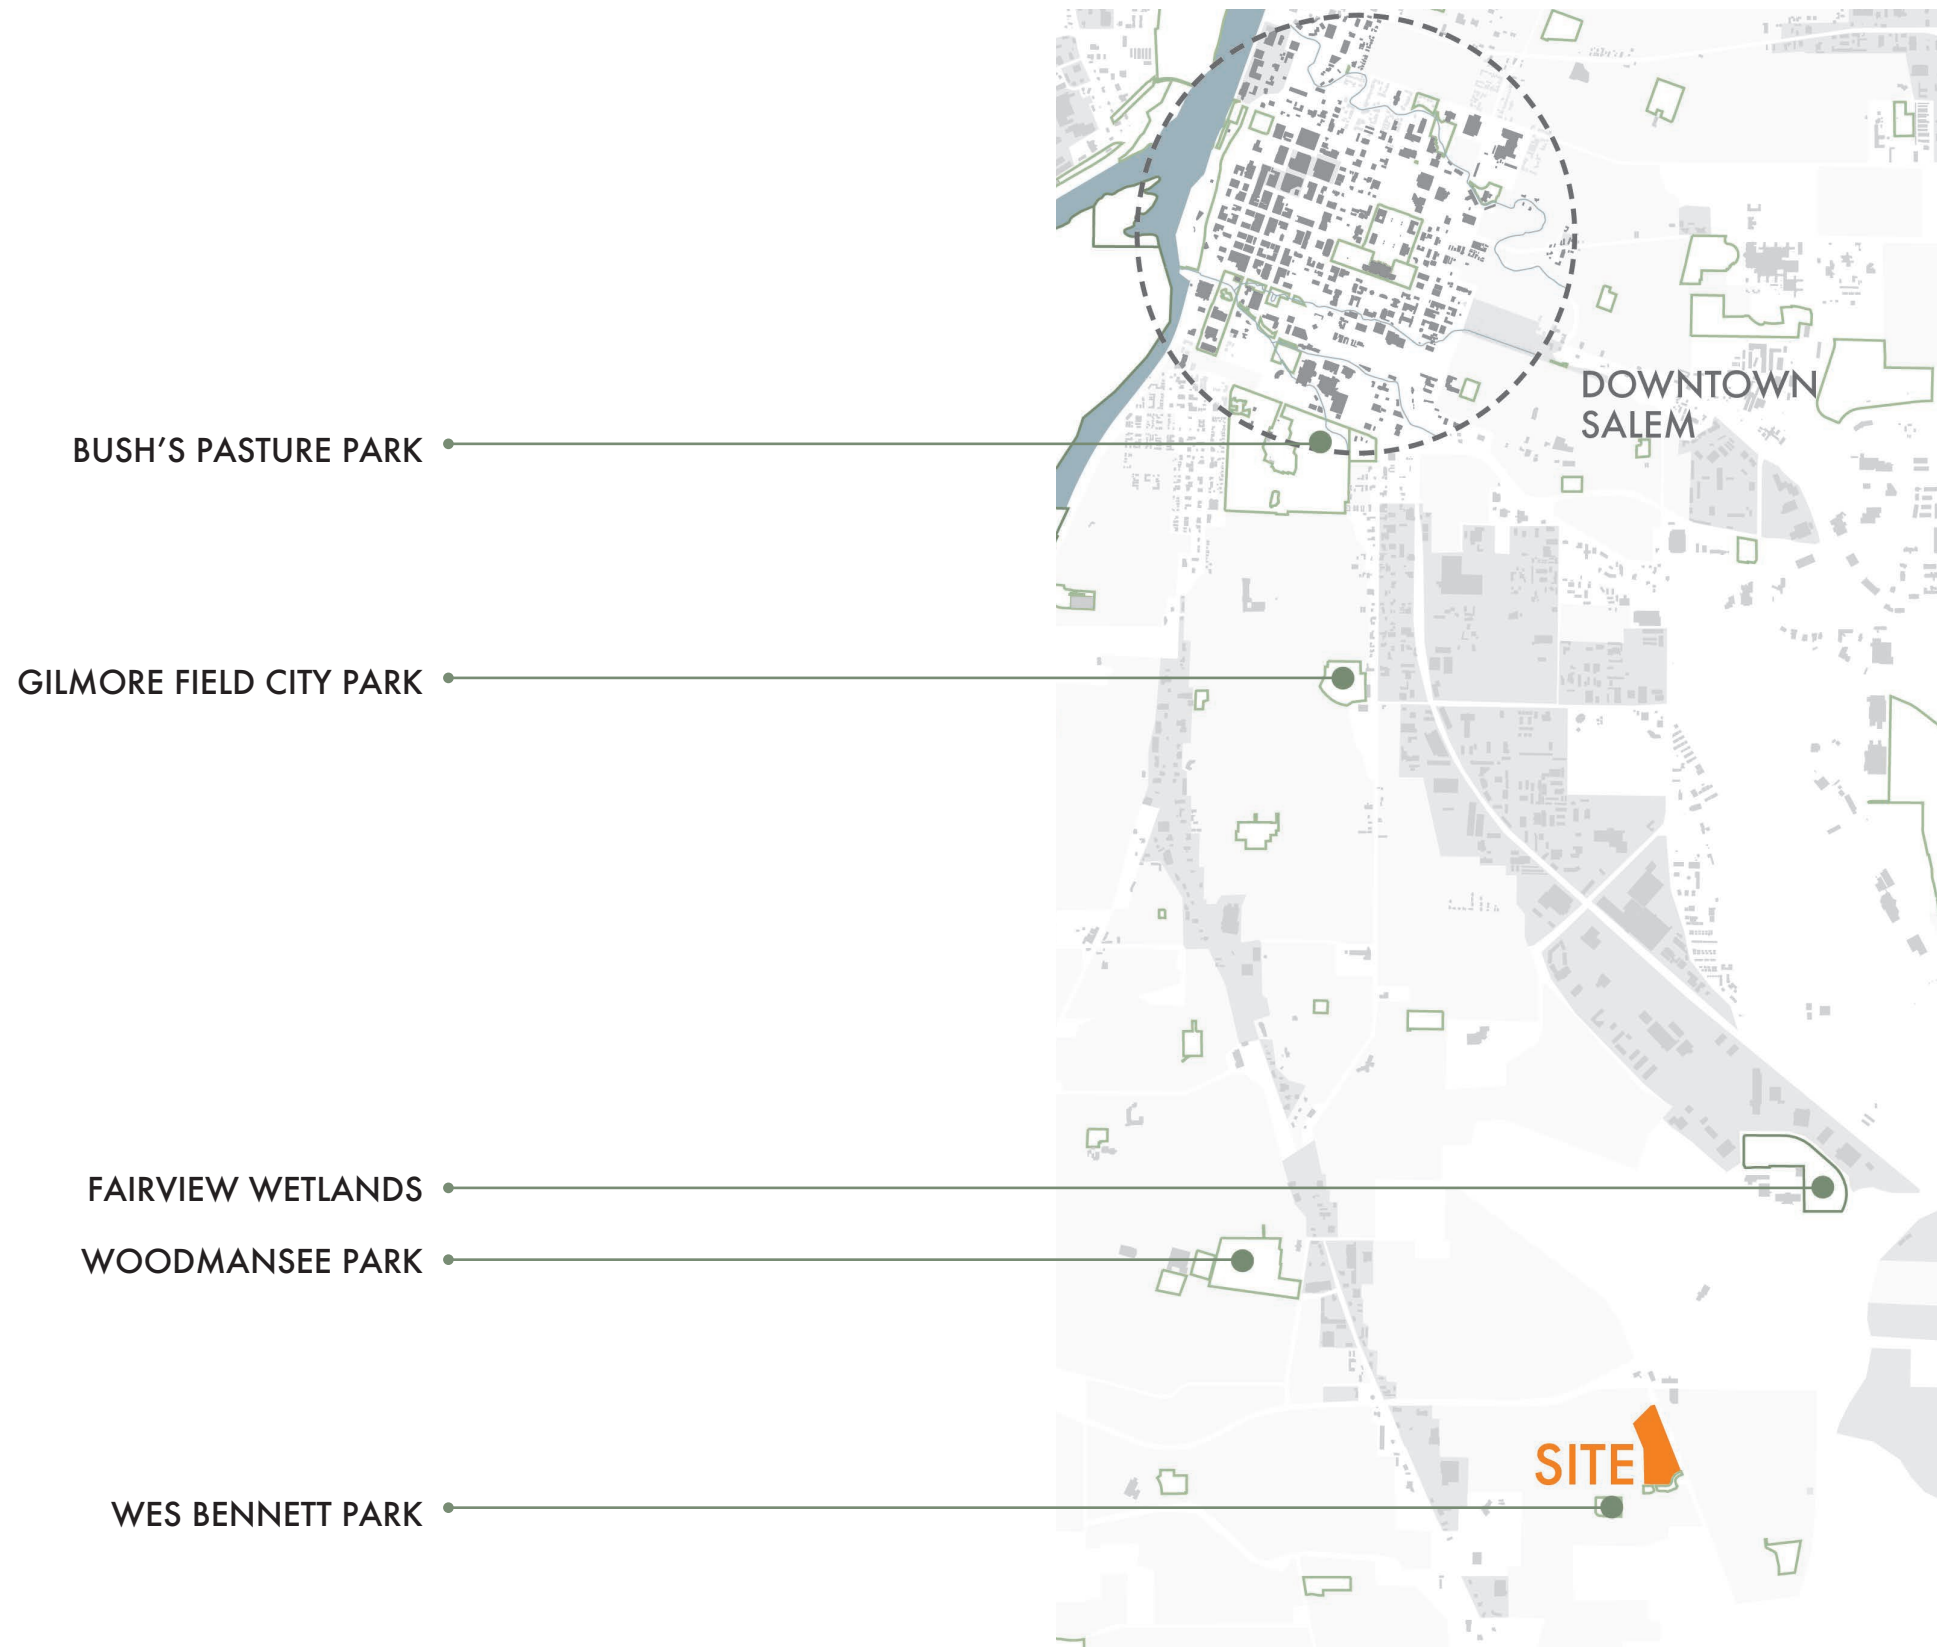 DOWNTOWN
SALEM
BUSH'S PASTURE PARK
GILMORE FIELD CITY PARK
FAIRVIEW WETLANDS
WOODMANSEE PARK
SITE
WES BENNETT PARK